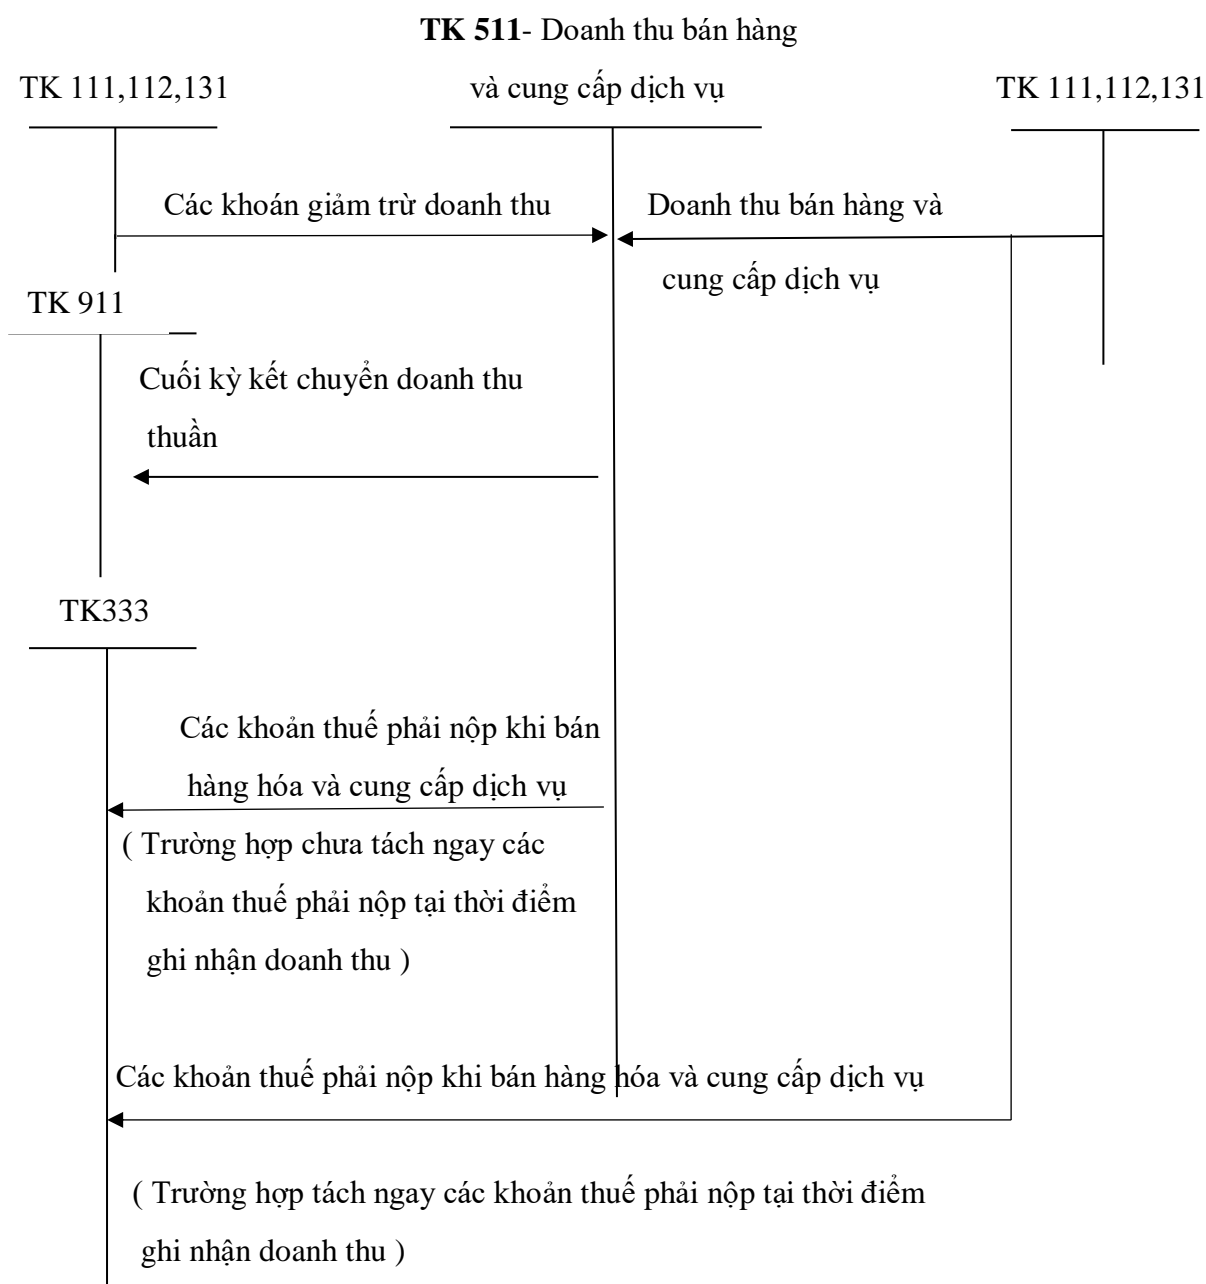 TK 511- Doanh thu bán hàng
TK 111,112,131
và cung cấp dịch vụ
TK 111,112,131
Các khoán giảm trừ doanh thu
Doanh thu bán hàng và
cung cấp dịch vụ
TK 911
Cuối kỳ kết chuyển doanh thu
thuần
TK333
Các khoản thuế phải nộp khi bán
hàng hóa và cung cấp dịch vụ
( Trường hợp chưa tách ngay các
khoản thuế phải nộp tại thời điểm
ghi nhận doanh thu )
Các khoản thuế phải nộp khi bán hàng hóa và cung cấp dịch vụ
( Trường hợp tách ngay các khoản thuế phải nộp tại thời điểm
ghi nhận doanh thu )